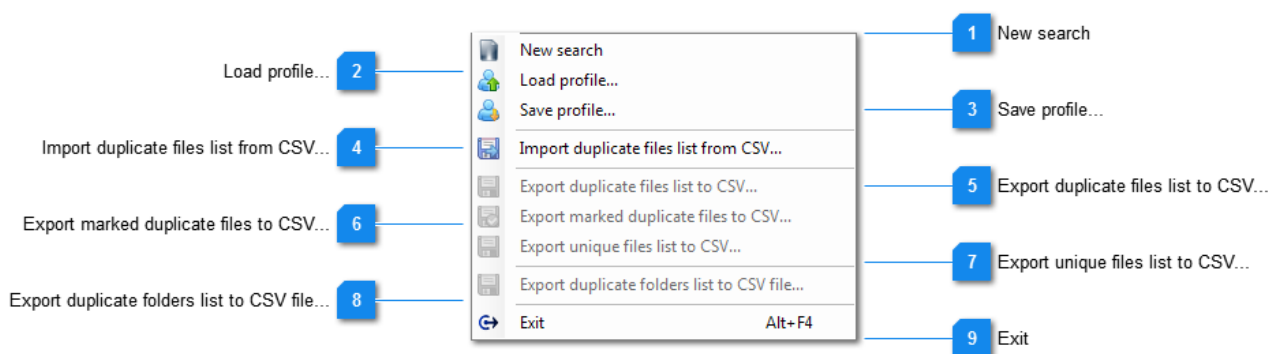 1 New search
New search
Load profile... 2
Load profile...
Save profile...
3 Save profile...
Import duplicate files list from CSV... 4
Import duplicate files list from CSV...
Export duplicate files list to CSV...
5 Export duplicate files list to CSV...
Export marked duplicate files to CSV... 6
Export marked duplicate files to CSV...
Export unique files list to CSV...
7 Export unique files list to CSV...
Export duplicate folders list to CSV file... 8
Export duplicate folders list to CSV file...
Exit Alt+F4
9 Exit